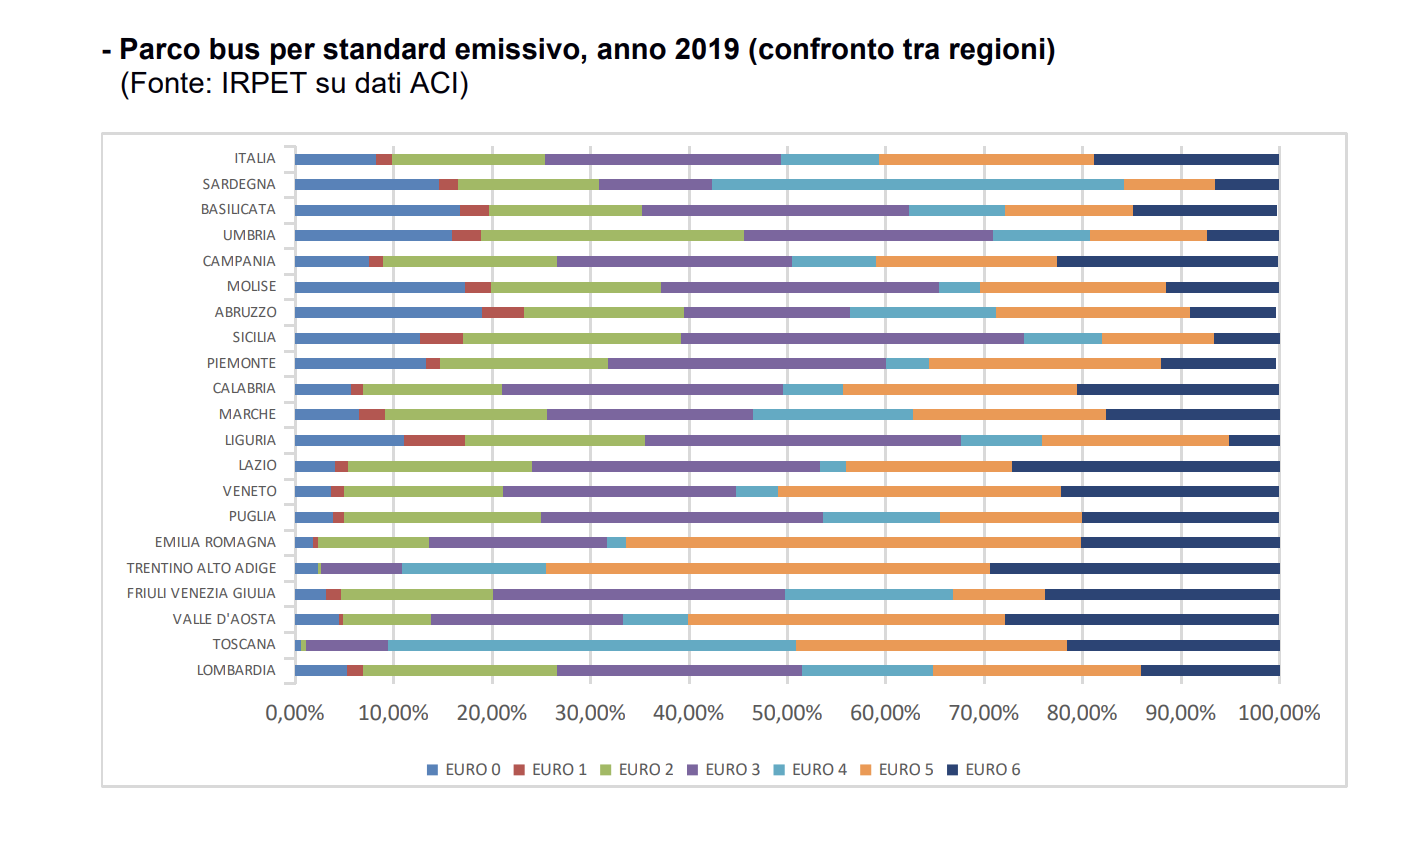 - Parco bus per standard emissivo, anno 2019 (confronto tra regioni)
(Fonte: IRPET su dati ACI)
ITALIA
SARDEGNA
BASILICATA
UMBRIA
CAMPANIA
MOLISE
ABRUZZO
SICILIA
PIEMONTE
CALABRIA
MARCHE
LIGURIA
LAZIO
VENETO
PUGLIA
EMILIA ROMAGNA
TRENTINO ALTO ADIGE
FRIULI VENEZIA GIULIA
VALLE D'AOSTA
TOSCANA
LOMBARDIA
0,00% 10,00% 20,00% 30,00% 40,00% 50,00% 60,00% 70,00% 80,00% 90,00% 100,00%
EURO 0 EURO 1 EURO 2 EURO 3 EURO 4 EURO 5 EURO 6